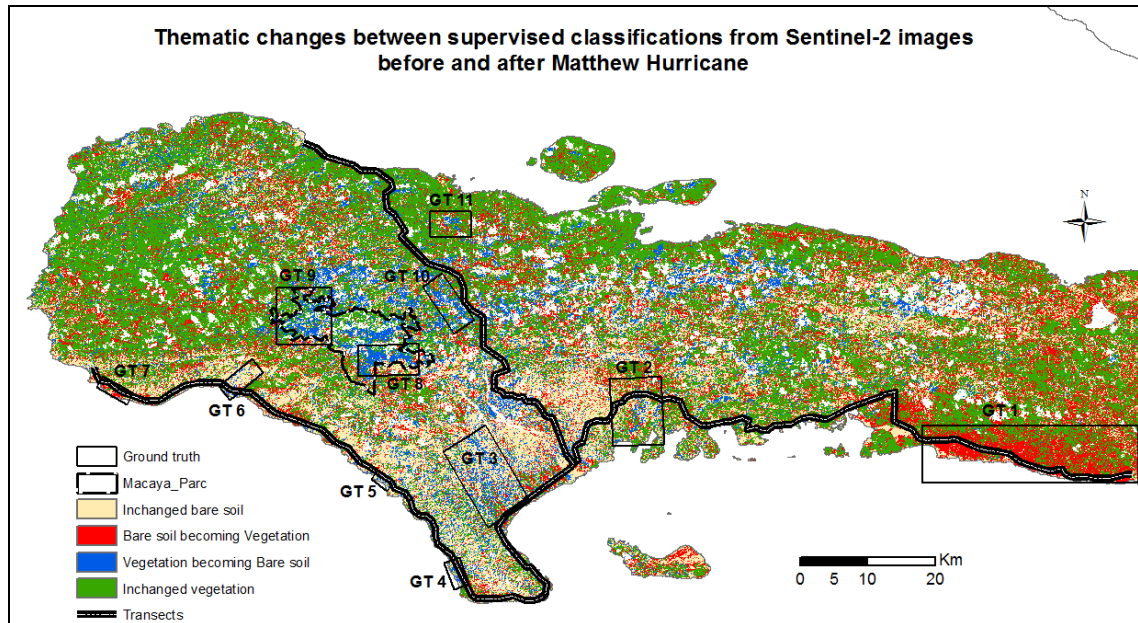 Thematic changes between supervised classifications from Sentinel-2 images
before and after Matthew Hurricane
N
GT 11
GT 9
GT 10
GT 8
GT 7
GT 6
GT 2
GT 1
GT 3
GT 5
GT 4
Ground truth
Macaya_Parc
Inchanged bare soil
Bare soil becoming Vegetation
Vegetation becoming Bare soil
Inchanged vegetation
Transects
Km
0 5 10 20